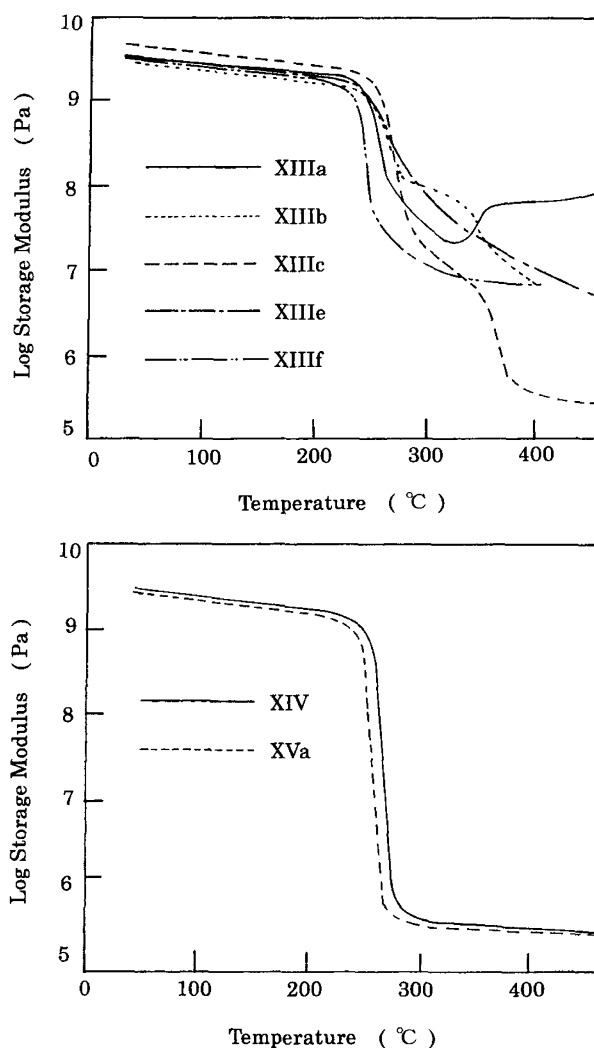 10
9
8
7
6
5
Log Storage Modulus (Pa)
XIIIa
XIIIb
XIIIc
XIIIe
XIIIf
0 100 200 300 400
Temperature (℃)
10
9
8
7
6
5
Log Storage Modulus (Pa)
XIV
XVa
0 100 200 300 400
Temperature (℃)